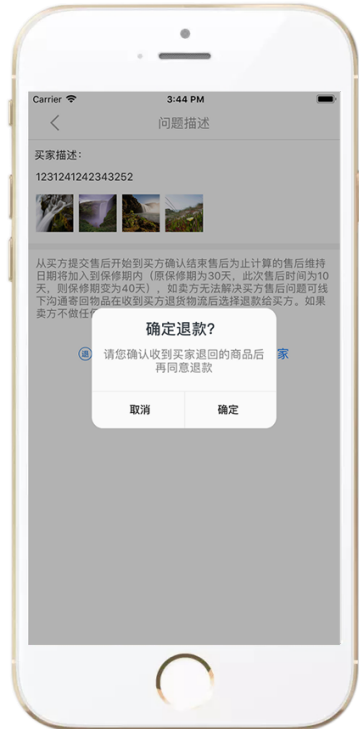 Carrier 3:44 PM
问题描述
买家描述：
1231241242343252
从买方提交售后开始到买方确认结束售后为止计算的售后维持
日期将加入到保修期内（原保修期为30天，此次售后时间为10
天，则保修期变为40天），如卖方无法解决买方售后问题可线
下沟通寄回物品在收到买方退货物流后选择退款给买方。如果
卖方不做任
确定退款?
请您确认收到买家退回的商品后
再同意退款
退
家
取消 确定